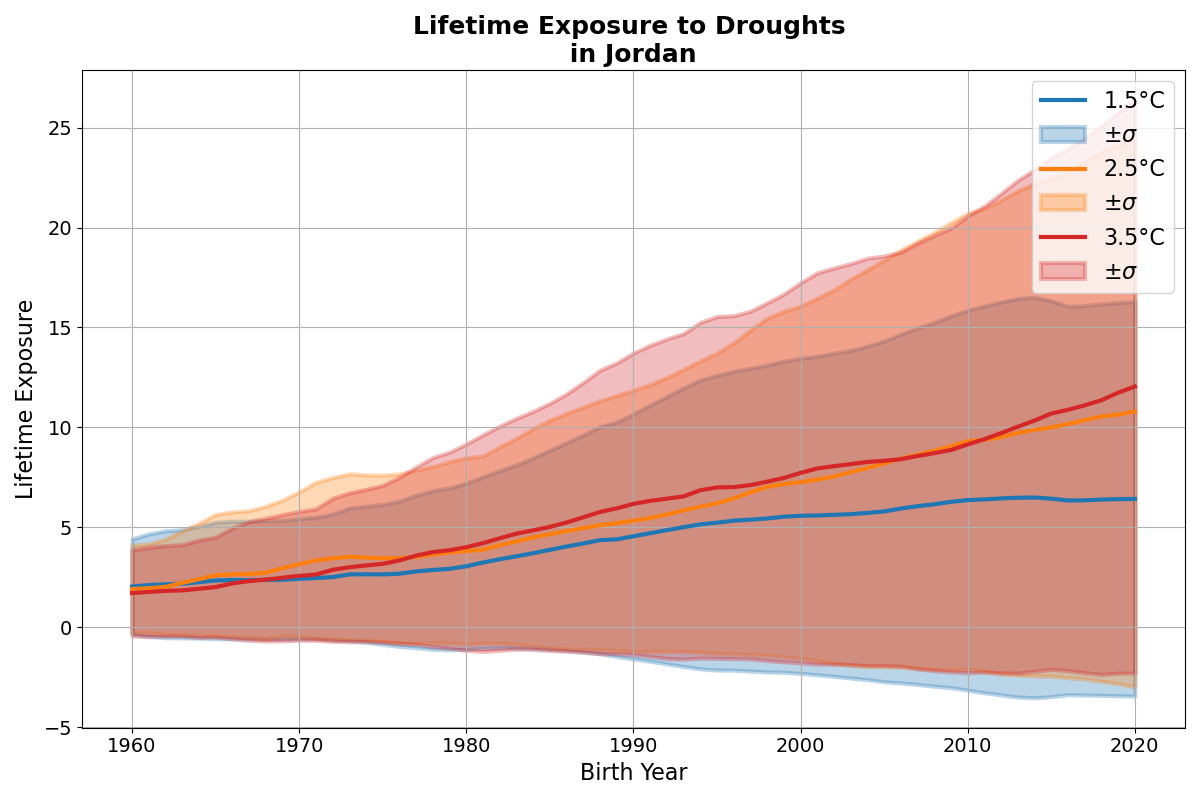 Lifetime Exposure to Droughts
in Jordan
1.5°C
±σ
2.5°C
±σ
3.5°C
±σ
Lifetime Exposure
25
20
15
10
5
0
−5
1960
1970
1980
1990
2000
2010
2020
Birth Year